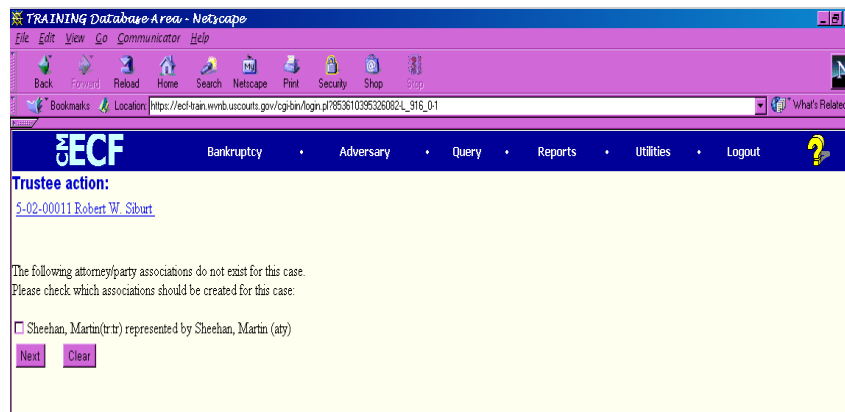 TRAINING Database Area - Netscape
File Edit View Go Communicator Help
Back Forward Reload Home Search Netscape Print Security Shop Stop
Bookmarks Location: https://ecf-train.wvnb.uscourts.gov/cgi-bin/login.pl?853610395326082-L_916_0-1 What's Related
CM ECF Bankruptcy • Adversary • Query • Reports • Utilities • Logout ?
Trustee action:
5-02-00011 Robert W. Siburt
The following attorney/party associations do not exist for this case.
Please check which associations should be created for this case:
Sheehan, Martin(tr:tr) represented by Sheehan, Martin (aty)
Next Clear